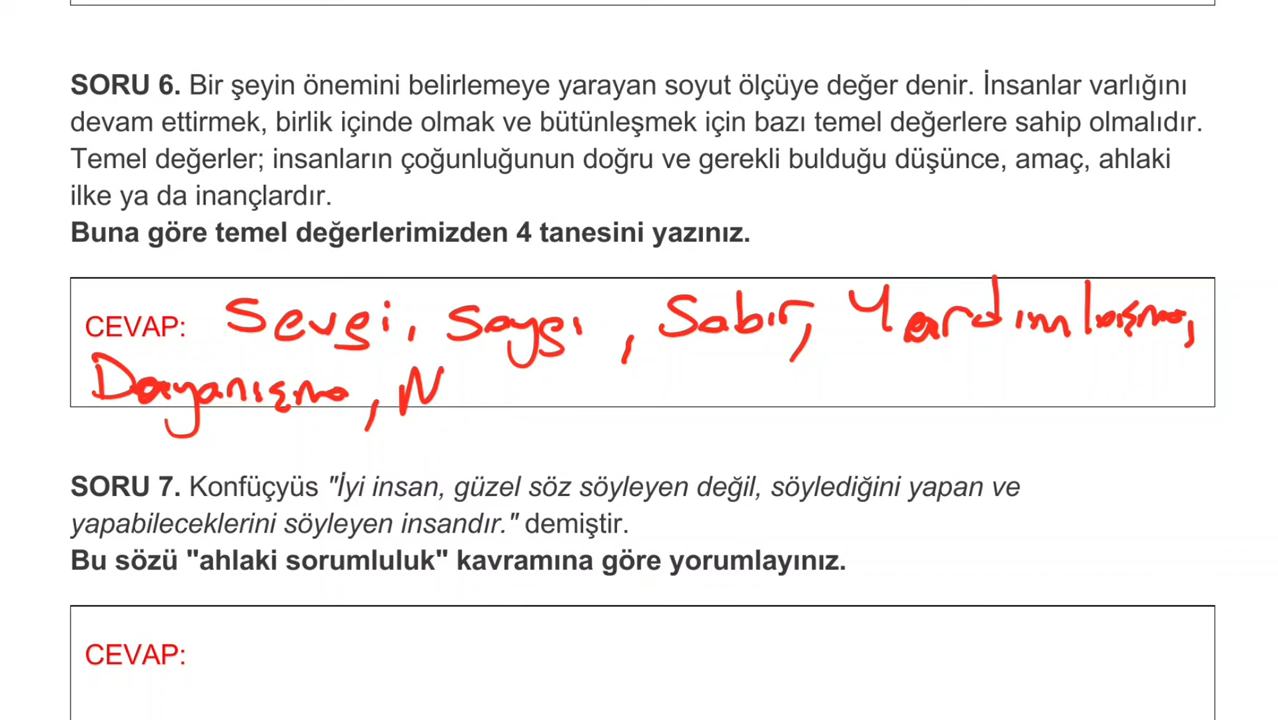 SORU 6. Bir şeyin önemini belirlemeye yarayan soyut ölçüye değer denir. İnsanlar varlığını
devam ettirmek, birlik içinde olmak ve bütünleşmek için bazı temel değerlere sahip olmalıdır.
Temel değerler; insanların çoğunluğunun doğru ve gerekli bulduğu düşünce, amaç, ahlaki
ilke ya da inançlardır.
Buna göre temel değerlerimizden 4 tanesini yazınız.
CEVAP: Sevgi, Saygı, Sabır, Yardımlaşma,
Dayanışma, N
SORU 7. Konfüçyüs "İyi insan, güzel söz söyleyen değil, söylediğini yapan ve
yapabileceklerini söyleyen insandır." demiştir.
Bu sözü "ahlaki sorumluluk" kavramına göre yorumlayınız.
CEVAP: